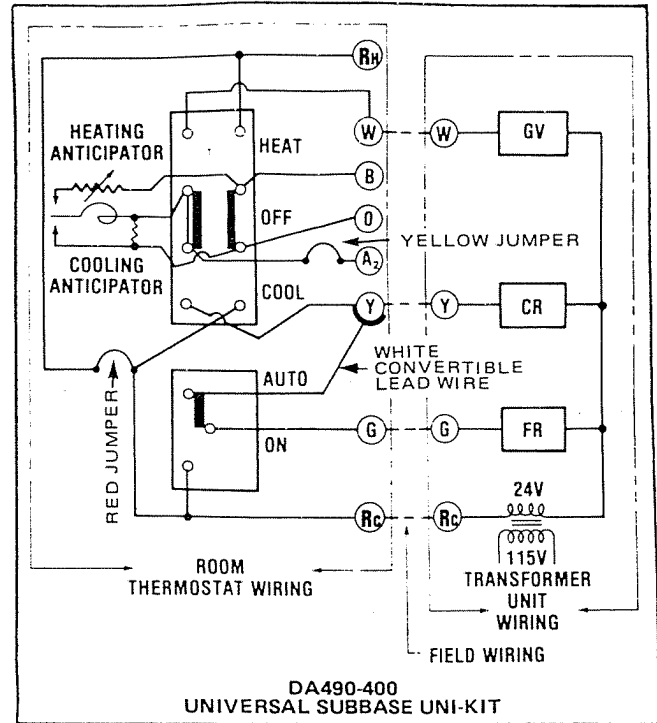 RH
HEATING
ANTICIPATOR
HEAT
W
W
GV
B
OFF
O
YELLOW JUMPER
COOLING
ANTICIPATOR
A2
COOL
Y
Y
CR
WHITE
CONVERTIBLE
LEAD WIRE
RED JUMPER
AUTO
ON
G
G
FR
24V
RC
RC
115V
TRANSFORMER
UNIT
WIRING
ROOM
THERMOSTAT WIRING
FIELD WIRING
DA490-400
UNIVERSAL SUBBASE UNI-KIT